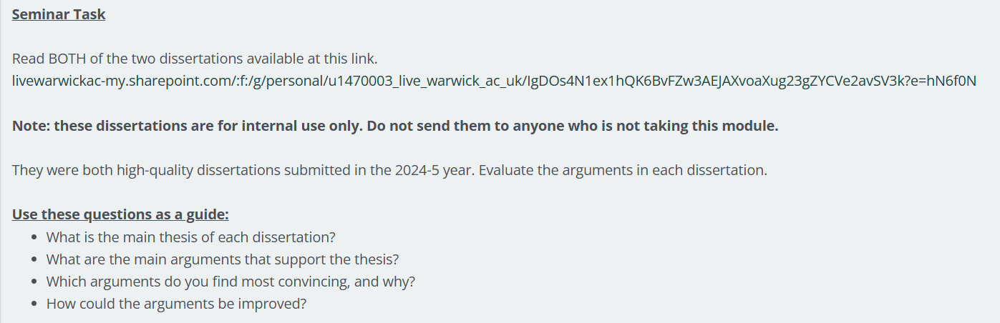 Seminar Task
Read BOTH of the two dissertations available at this link.
livewarwickac-my.sharepoint.com/:f:/g/personal/u1470003_live_warwick_ac_uk/IgDOs4N1ex1hQK6BvFZw3AEJAXvoaXug23gZYCVe2avSV3k?e=hN6f0N
Note: these dissertations are for internal use only. Do not send them to anyone who is not taking this module.
They were both high-quality dissertations submitted in the 2024-5 year. Evaluate the arguments in each dissertation.
Use these questions as a guide:
• What is the main thesis of each dissertation?
• What are the main arguments that support the thesis?
• Which arguments do you find most convincing, and why?
• How could the arguments be improved?